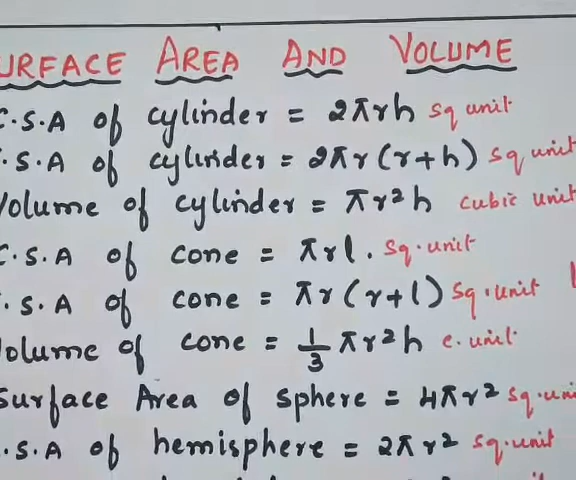 URFACE AREA AND VOLUME
C.S.A of cylinder = 2πrh sq unit
.S.A of cylinder = 2πr(r+h) sq unit
Volume of cylinder = πr²h cubic unit
C.S.A of cone = πrl. sq.unit
.S.A of cone = πr(r+l) sq.unit
Volume of cone = 1/3 πr²h c.unit
Surface Area of sphere = 4πr² sq.uni
.S.A of hemisphere = 2πr² sq.unit